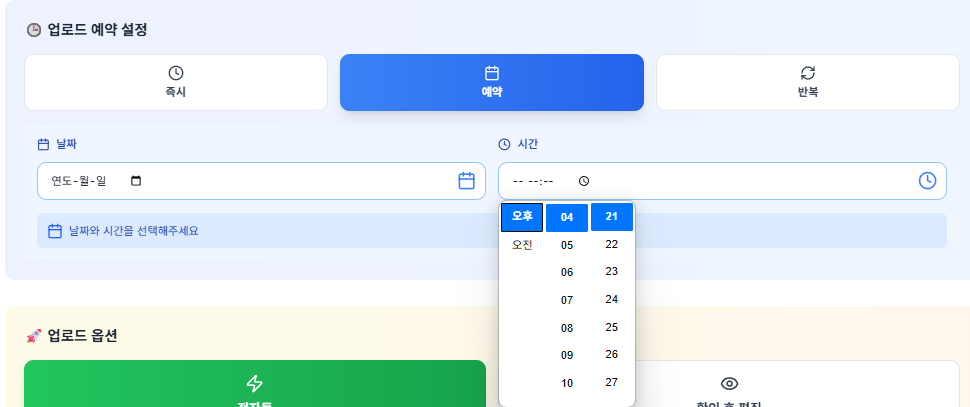 업로드 예약 설정
즉시
예약
반복
날짜
시간
연도-월-일
-- --:--
날짜와 시간을 선택해주세요
오후 04 21
오전 05 22
06 23
07 24
08 25
09 26
10 27
업로드 옵션